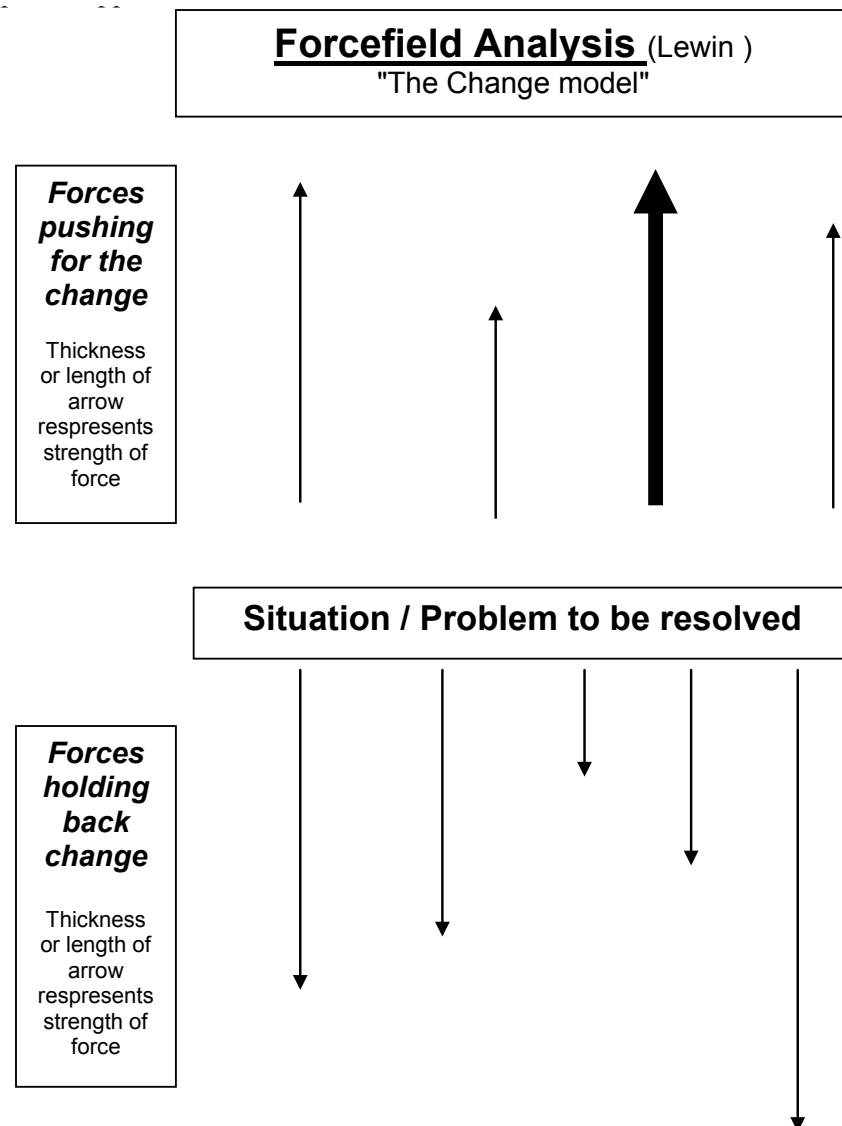 Forcefield Analysis (Lewin )
"The Change model"
Forces
pushing
for the
change
Thickness
or length of
arrow
respresents
strength of
force
Situation / Problem to be resolved
Forces
holding
back
change
Thickness
or length of
arrow
respresents
strength of
force